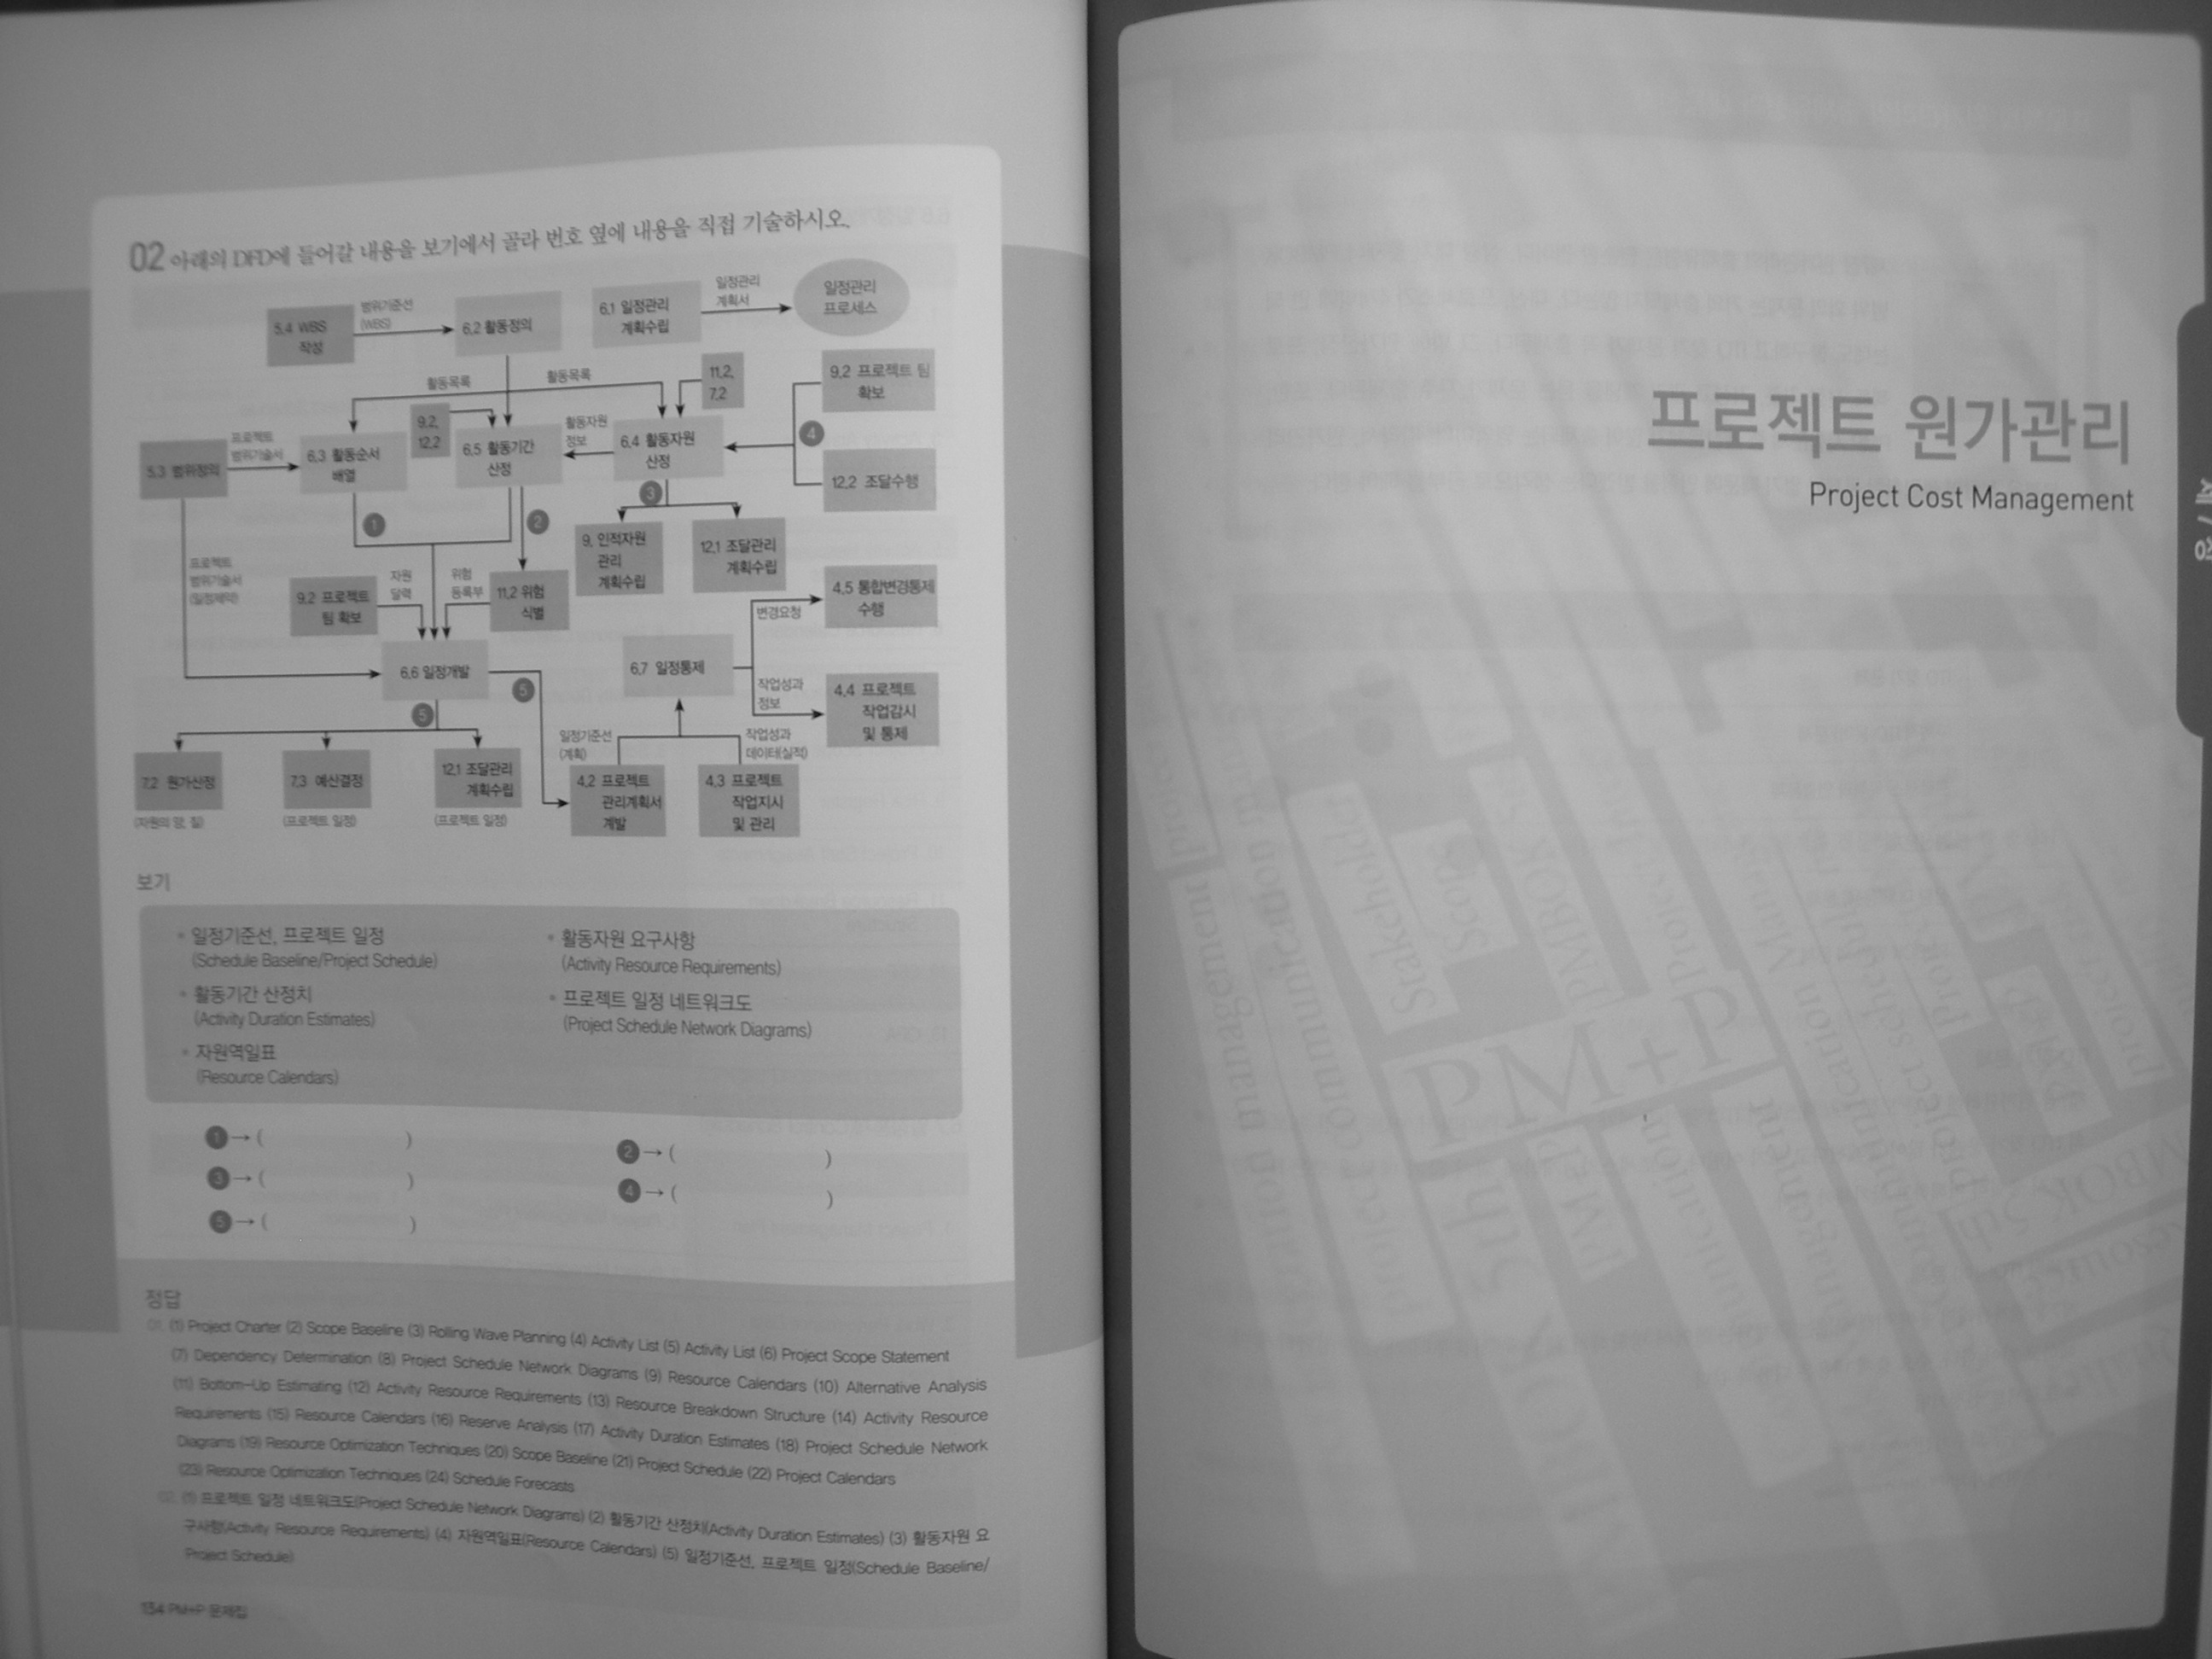 02 아래의 DFD에 들어갈 내용을 보기에서 골라 번호 옆에 내용을 직접 기술하시오.
5.4 WBS
작성
범위기준선
(WBS)
6.2 활동정의
6.1 일정관리
계획수립
일정관리
계획서
일정관리
프로세스
활동목록
활동목록
11.2,
7.2
9.2 프로젝트 팀
확보
5.3 범위정의
프로젝트
범위기술서
6.3 활동순서
배열
9.2,
12.2
6.5 활동기간
산정
활동자원
정보
6.4 활동자원
산정
4
12.2 조달수행
1
2
3
9. 인적자원
관리
계획수립
12.1 조달관리
계획수립
프로젝트
범위기술서
(일정제약)
9.2 프로젝트
팀 확보
자원
달력
위험
등록부
11.2 위험
식별
4.5 통합변경통제
수행
변경요청
6.6 일정개발
5
6.7 일정통제
작업성과
정보
4.4 프로젝트
작업감시
및 통제
5
일정기준선
(계획)
작업성과
데이터(실적)
7.2 원가산정
(자원의 양, 질)
7.3 예산결정
(프로젝트 일정)
12.1 조달관리
계획수립
(프로젝트 일정)
4.2 프로젝트
관리계획서
계발
4.3 프로젝트
작업지시
및 관리
보기
• 일정기준선, 프로젝트 일정
(Schedule Baseline/Project Schedule)
• 활동기간 산정치
(Activity Duration Estimates)
• 자원역일표
(Resource Calendars)
• 활동자원 요구사항
(Activity Resource Requirements)
• 프로젝트 일정 네트워크도
(Project Schedule Network Diagrams)
1 → ( )
2 → ( )
3 → ( )
4 → ( )
5 → ( )
정답
01. (1) Project Charter (2) Scope Baseline (3) Rolling Wave Planning (4) Activity List (5) Activity List (6) Project Scope Statement
(7) Dependency Determination (8) Project Schedule Network Diagrams (9) Resource Calendars (10) Alternative Analysis
(11) Bottom-Up Estimating (12) Activity Resource Requirements (13) Resource Breakdown Structure (14) Activity Resource
Requirements (15) Resource Calendars (16) Reserve Analysis (17) Activity Duration Estimates (18) Project Schedule Network
Diagrams (19) Resource Optimization Techniques (20) Scope Baseline (21) Project Schedule (22) Project Calendars
(23) Resource Optimization Techniques (24) Schedule Forecasts
02. (1) 프로젝트 일정 네트워크도(Project Schedule Network Diagrams) (2) 활동기간 산정치(Activity Duration Estimates) (3) 활동자원 요
구사항(Activity Resource Requirements) (4) 자원역일표(Resource Calendars) (5) 일정기준선, 프로젝트 일정(Schedule Baseline/
Project Schedule)
134 PM+P 문제집
프로젝트 원가관리
Project Cost Management
PM+P